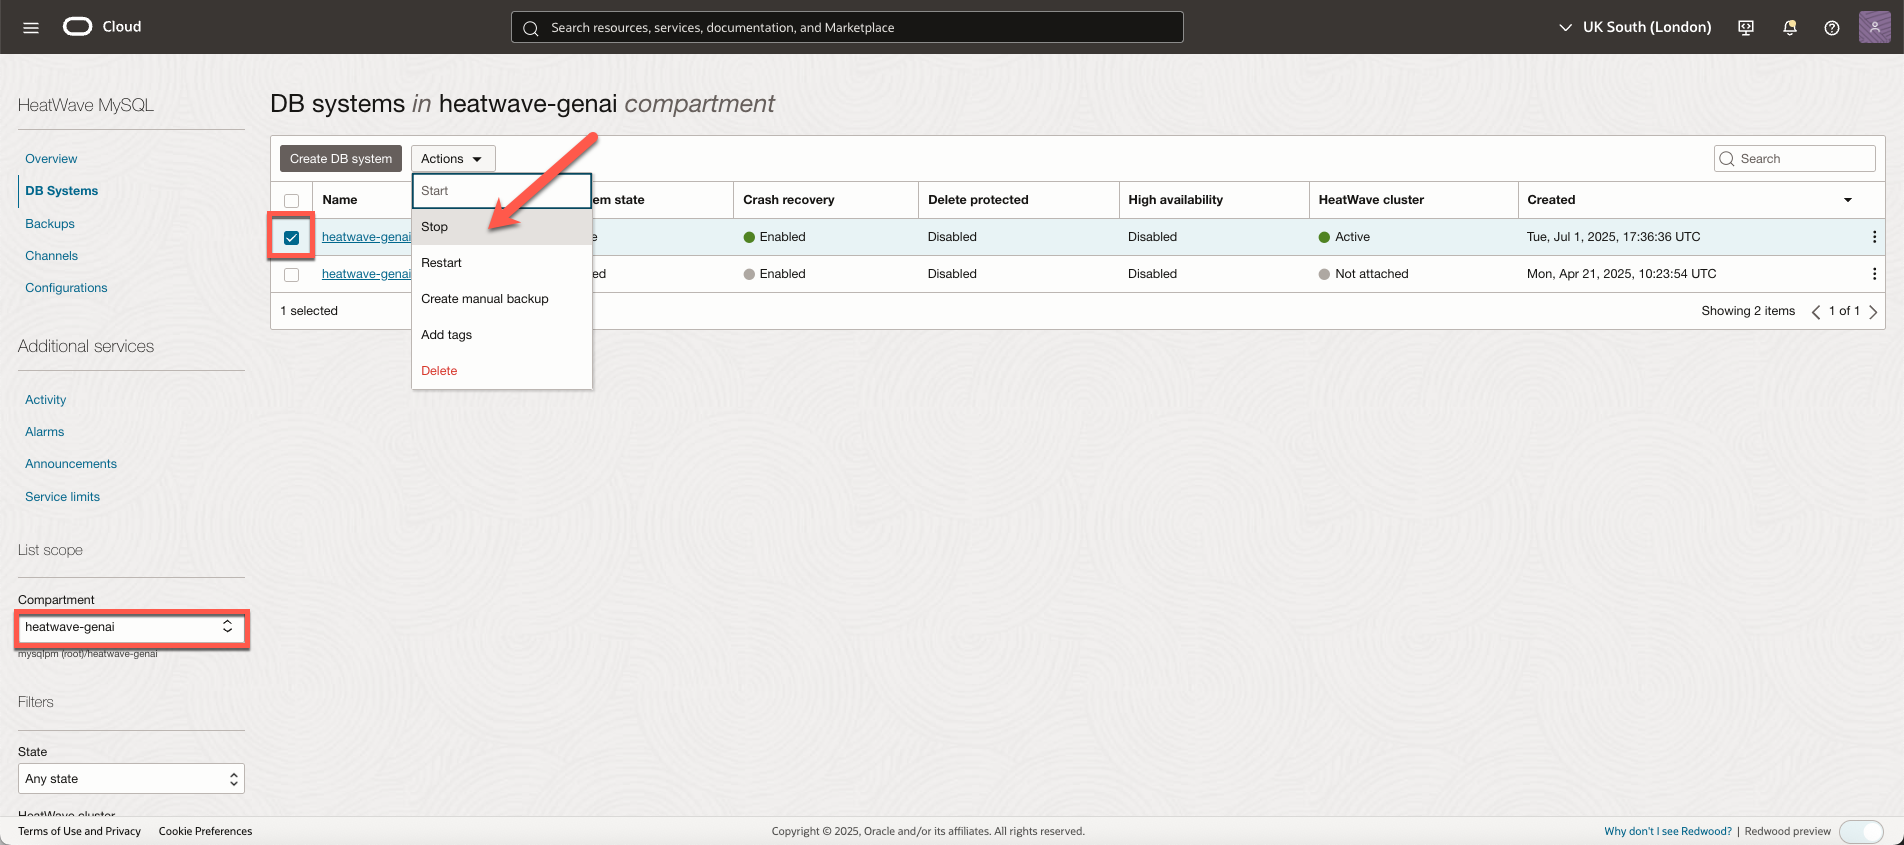 Cloud
Search resources, services, documentation, and Marketplace
UK South (London)
HeatWave MySQL
Overview
DB Systems
Backups
Channels
Configurations
Additional services
Activity
Alarms
Announcements
Service limits
List scope
Compartment
heatwave-genai
mysqlpm (root)/heatwave-genai
Filters
State
Any state
HeatWave cluster
DB systems in heatwave-genai compartment
Create DB system
Actions
Search
Start
Stop
Restart
Create manual backup
Add tags
Delete
Name em state Crash recovery Delete protected High availability HeatWave cluster Created
heatwave-genai e Enabled Disabled Disabled Active Tue, Jul 1, 2025, 17:36:36 UTC
heatwave-genai ed Enabled Disabled Disabled Not attached Mon, Apr 21, 2025, 10:23:54 UTC
1 selected
Showing 2 items 1 of 1
Terms of Use and Privacy Cookie Preferences
Copyright © 2025, Oracle and/or its affiliates. All rights reserved.
Why don't I see Redwood? | Redwood preview